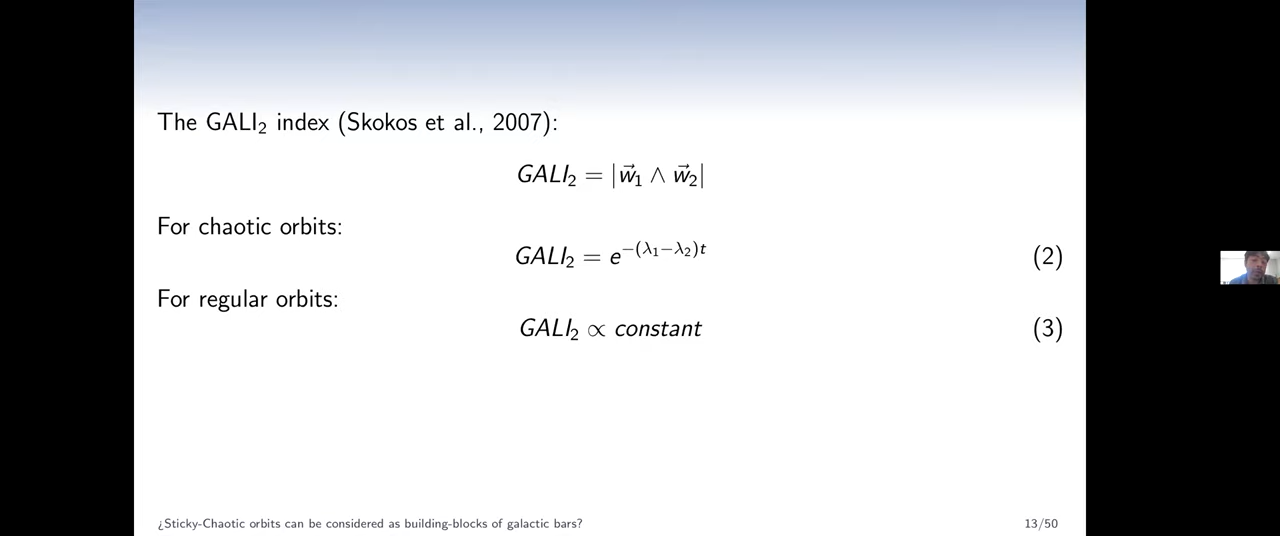 The GALI₂ index (Skokos et al., 2007):
GALI₂ = |w⃗₁ ∧ w⃗₂|
For chaotic orbits:
GALI₂ = e^{−(λ₁−λ₂)t} (2)
For regular orbits:
GALI₂ ∝ constant (3)
¿Sticky-Chaotic orbits can be considered as building-blocks of galactic bars? 13/50